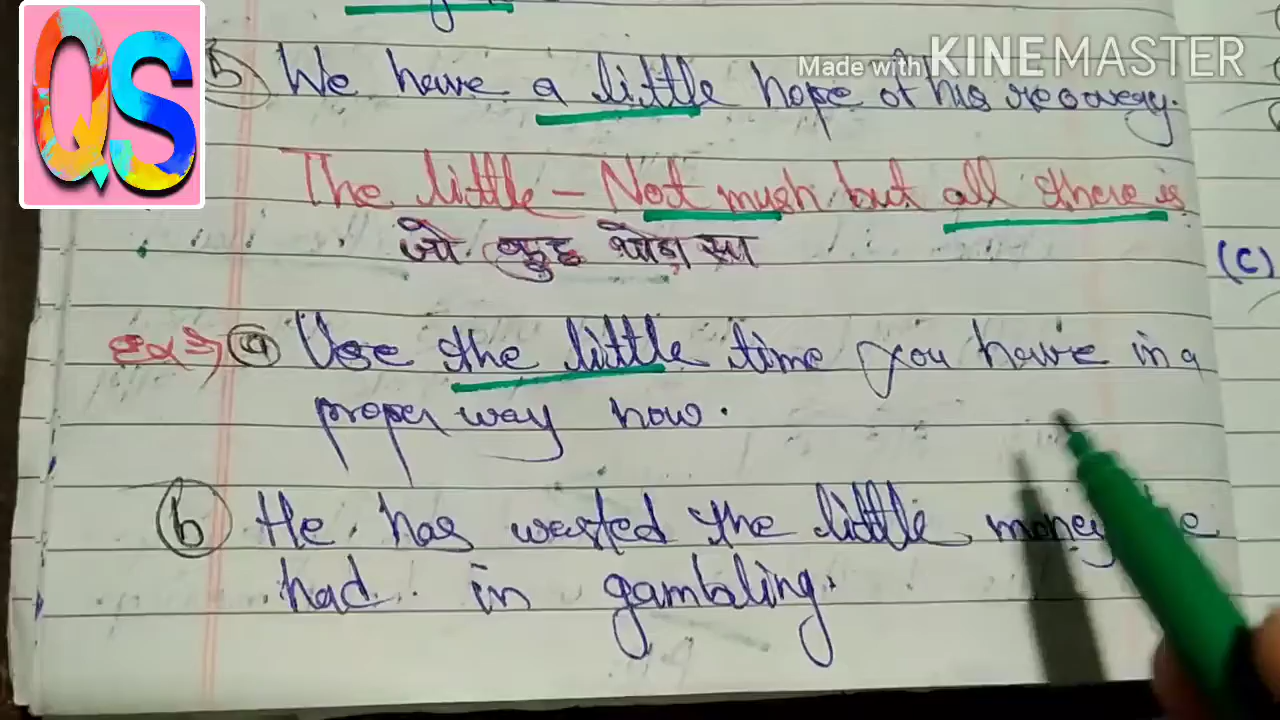 QS
Made with KINEMASTER
(b) We have a little hope of his recovery.
The little – Not much but all there is
जो कुछ थोड़ा सा
Ex ⇒ (a) Use the little time you have in a
proper way now.
(b) He has wasted the little money he
had in gambling.
(C)